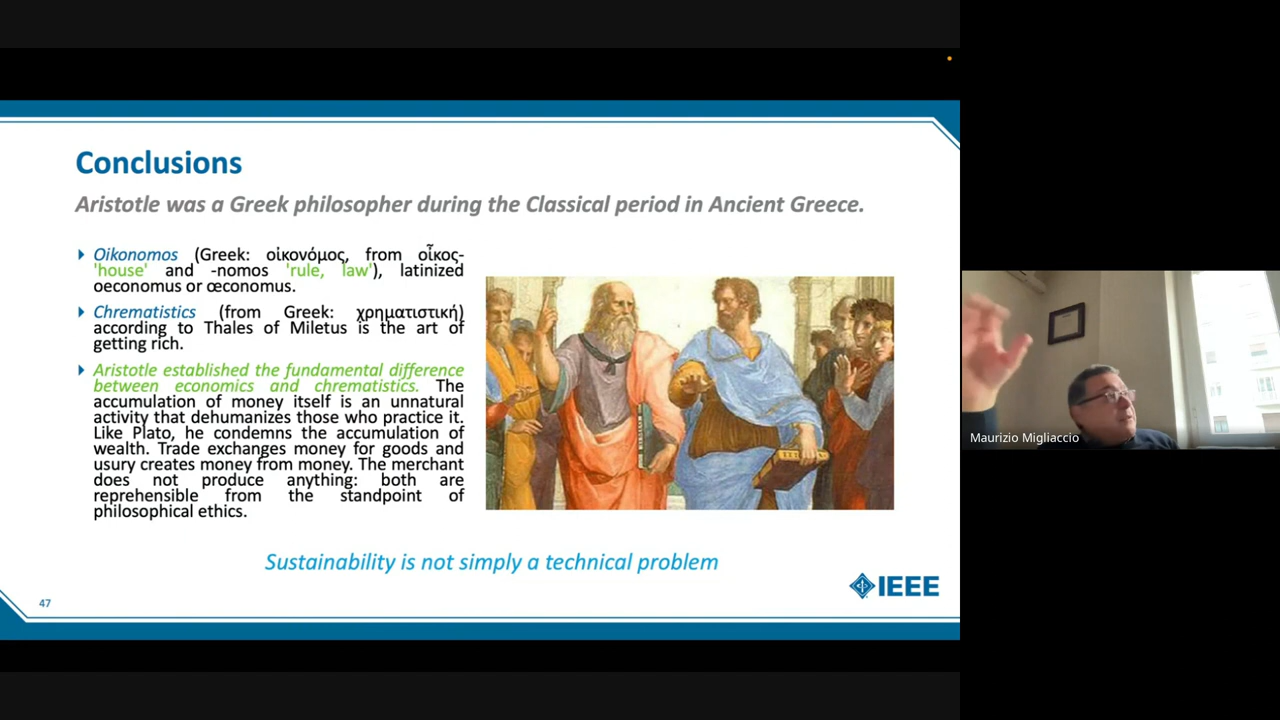 Conclusions
Aristotle was a Greek philosopher during the Classical period in Ancient Greece.
Oikonomos (Greek: οἰκονόμος, from οἶκος-
'house' and -nomos 'rule, law'), latinized
oeconomus or œconomus.
Chrematistics (from Greek: χρηματιστική)
according to Thales of Miletus is the art of
getting rich.
Aristotle established the fundamental difference
between economics and chrematistics. The
accumulation of money itself is an unnatural
activity that dehumanizes those who practice it.
Like Plato, he condemns the accumulation of
wealth. Trade exchanges money for goods and
usury creates money from money. The merchant
does not produce anything: both are
reprehensible from the standpoint of
philosophical ethics.
Sustainability is not simply a technical problem
IEEE
47
Maurizio Migliaccio